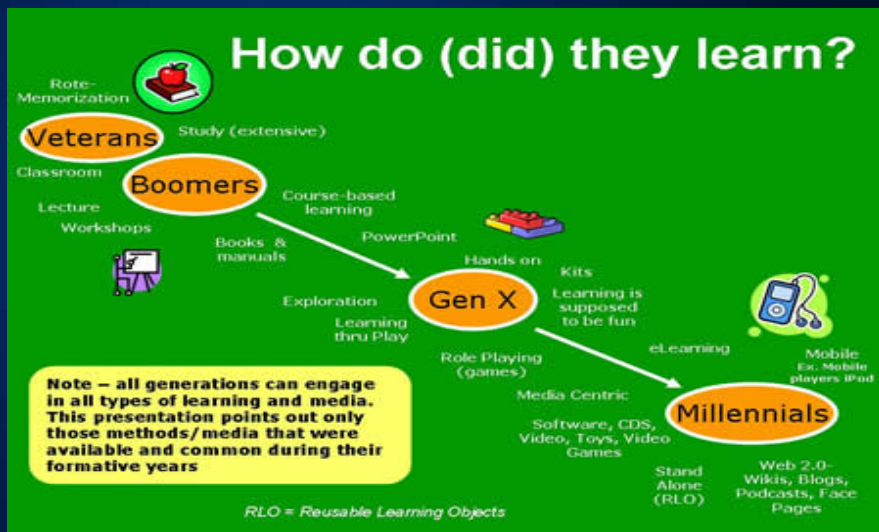 How do (did) they learn?
Rote-
Memorization
Veterans
Study (extensive)
Classroom
Boomers
Lecture
Workshops
Course-based
learning
Books &
manuals
PowerPoint
Hands on
Kits
Gen X
Exploration
Learning
thru Play
Learning is
supposed
to be fun
Role Playing
(games)
eLearning
Mobile
Ex. Mobile
players iPod
Media Centric
Millennials
Software, CDS,
Video, Toys, Video
Games
Stand
Alone
(RLO)
Web 2.0-
Wikis, Blogs,
Podcasts, Face
Pages
Note – all generations can engage
in all types of learning and media.
This presentation points out only
those methods/media that were
available and common during their
formative years
RLO = Reusable Learning Objects